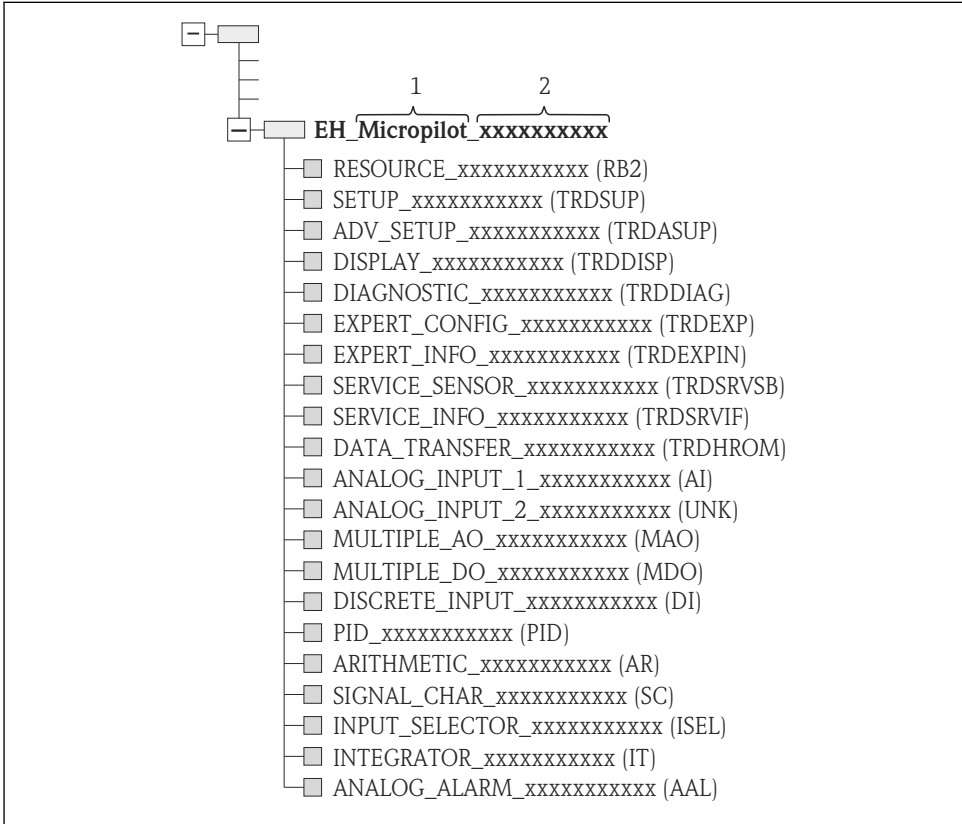 1 2
EH_Micropilot_xxxxxxxxxx
RESOURCE_xxxxxxxxxxx (RB2)
SETUP_xxxxxxxxxxx (TRDSUP)
ADV_SETUP_xxxxxxxxxxx (TRDASUP)
DISPLAY_xxxxxxxxxxx (TRDDISP)
DIAGNOSTIC_xxxxxxxxxxx (TRDDIAG)
EXPERT_CONFIG_xxxxxxxxxxx (TRDEXP)
EXPERT_INFO_xxxxxxxxxxx (TRDEXPIN)
SERVICE_SENSOR_xxxxxxxxxxx (TRDSRVSB)
SERVICE_INFO_xxxxxxxxxxx (TRDSRVIF)
DATA_TRANSFER_xxxxxxxxxxx (TRDHROM)
ANALOG_INPUT_1_xxxxxxxxxxx (AI)
ANALOG_INPUT_2_xxxxxxxxxxx (UNK)
MULTIPLE_AO_xxxxxxxxxxx (MAO)
MULTIPLE_DO_xxxxxxxxxxx (MDO)
DISCRETE_INPUT_xxxxxxxxxxx (DI)
PID_xxxxxxxxxxx (PID)
ARITHMETIC_xxxxxxxxxxx (AR)
SIGNAL_CHAR_xxxxxxxxxxx (SC)
INPUT_SELECTOR_xxxxxxxxxxx (ISEL)
INTEGRATOR_xxxxxxxxxxx (IT)
ANALOG_ALARM_xxxxxxxxxxx (AAL)